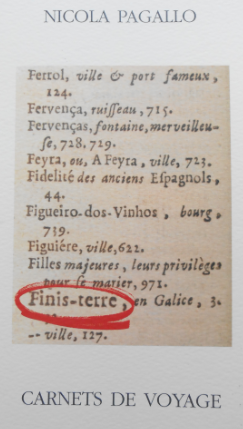 NICOLA PAGALLO
Ferrol, ville & port fameux,
124.
Fervença, ruiſſeau, 715.
Fervenças, fontaine, merveilleu-
ſe, 728. 729.
Feyra, ou, A Feyra, ville, 723.
Fidelité des anciens Eſpagnols,
44.
Figueiro-dos-Vinhos, bourg,
739.
Figuiére, ville, 622.
Filles majeures, leurs privilèges
pour ſe marier, 971.
Finis-terre, en Galice, 3.
-- ville, 127.
CARNETS DE VOYAGE